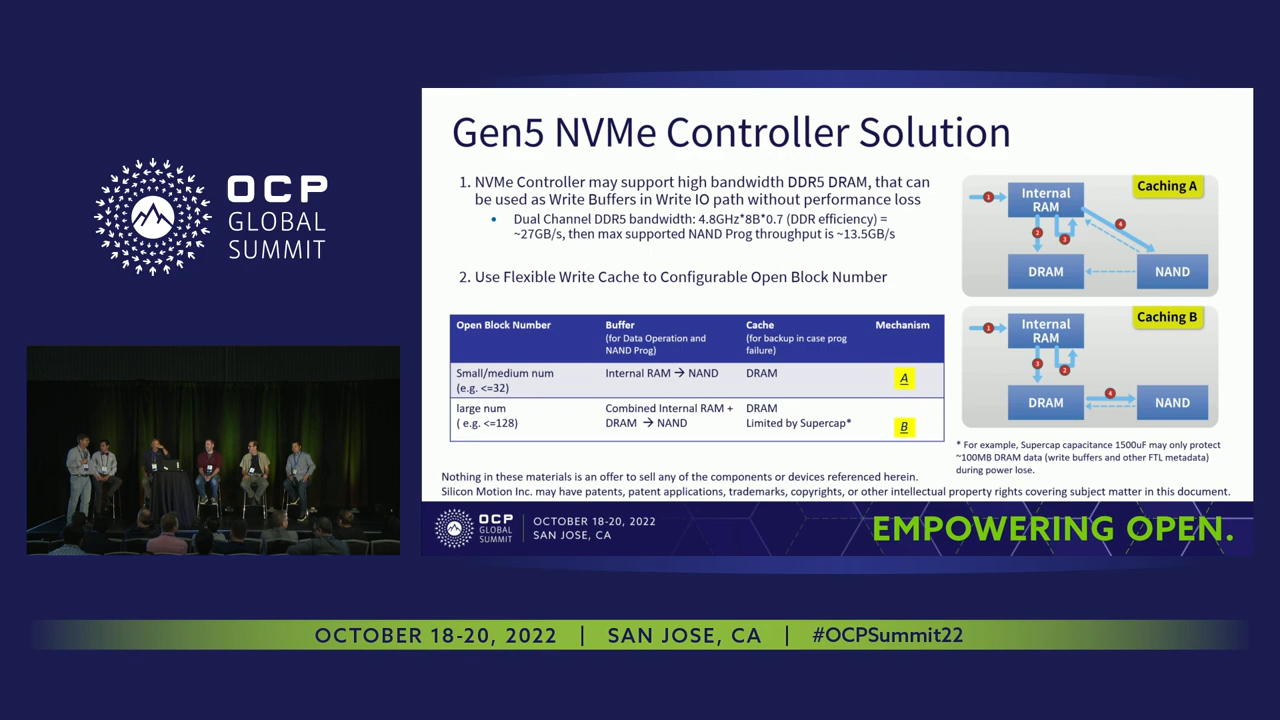 OCP
GLOBAL
SUMMIT
Gen5 NVMe Controller Solution
1. NVMe Controller may support high bandwidth DDR5 DRAM, that can
be used as Write Buffers in Write IO path without performance loss
• Dual Channel DDR5 bandwidth: 4.8GHz*8B*0.7 (DDR efficiency) =
~27GB/s, then max supported NAND Prog throughput is ~13.5GB/s
2. Use Flexible Write Cache to Configurable Open Block Number
Open Block Number
Buffer
(for Data Operation and
NAND Prog)
Cache
(for backup in case prog
failure)
Mechanism
Small/medium num
(e.g. <=32)
Internal RAM → NAND
DRAM
A
large num
( e.g. <=128)
Combined Internal RAM +
DRAM → NAND
DRAM
Limited by Supercap*
B
Caching A
1
Internal
RAM
2
3
4
DRAM
NAND
Caching B
1
Internal
RAM
3
2
4
DRAM
NAND
* For example, Supercap capacitance 1500uF may only protect
~100MB DRAM data (write buffers and other FTL metadata)
during power lose.
Nothing in these materials is an offer to sell any of the components or devices referenced herein.
Silicon Motion Inc. may have patents, patent applications, trademarks, copyrights, or other intellectual property rights covering subject matter in this document.
OCP
GLOBAL
SUMMIT
OCTOBER 18-20, 2022
SAN JOSE, CA
EMPOWERING OPEN.
OCTOBER 18-20, 2022 | SAN JOSE, CA | #OCPSummit22